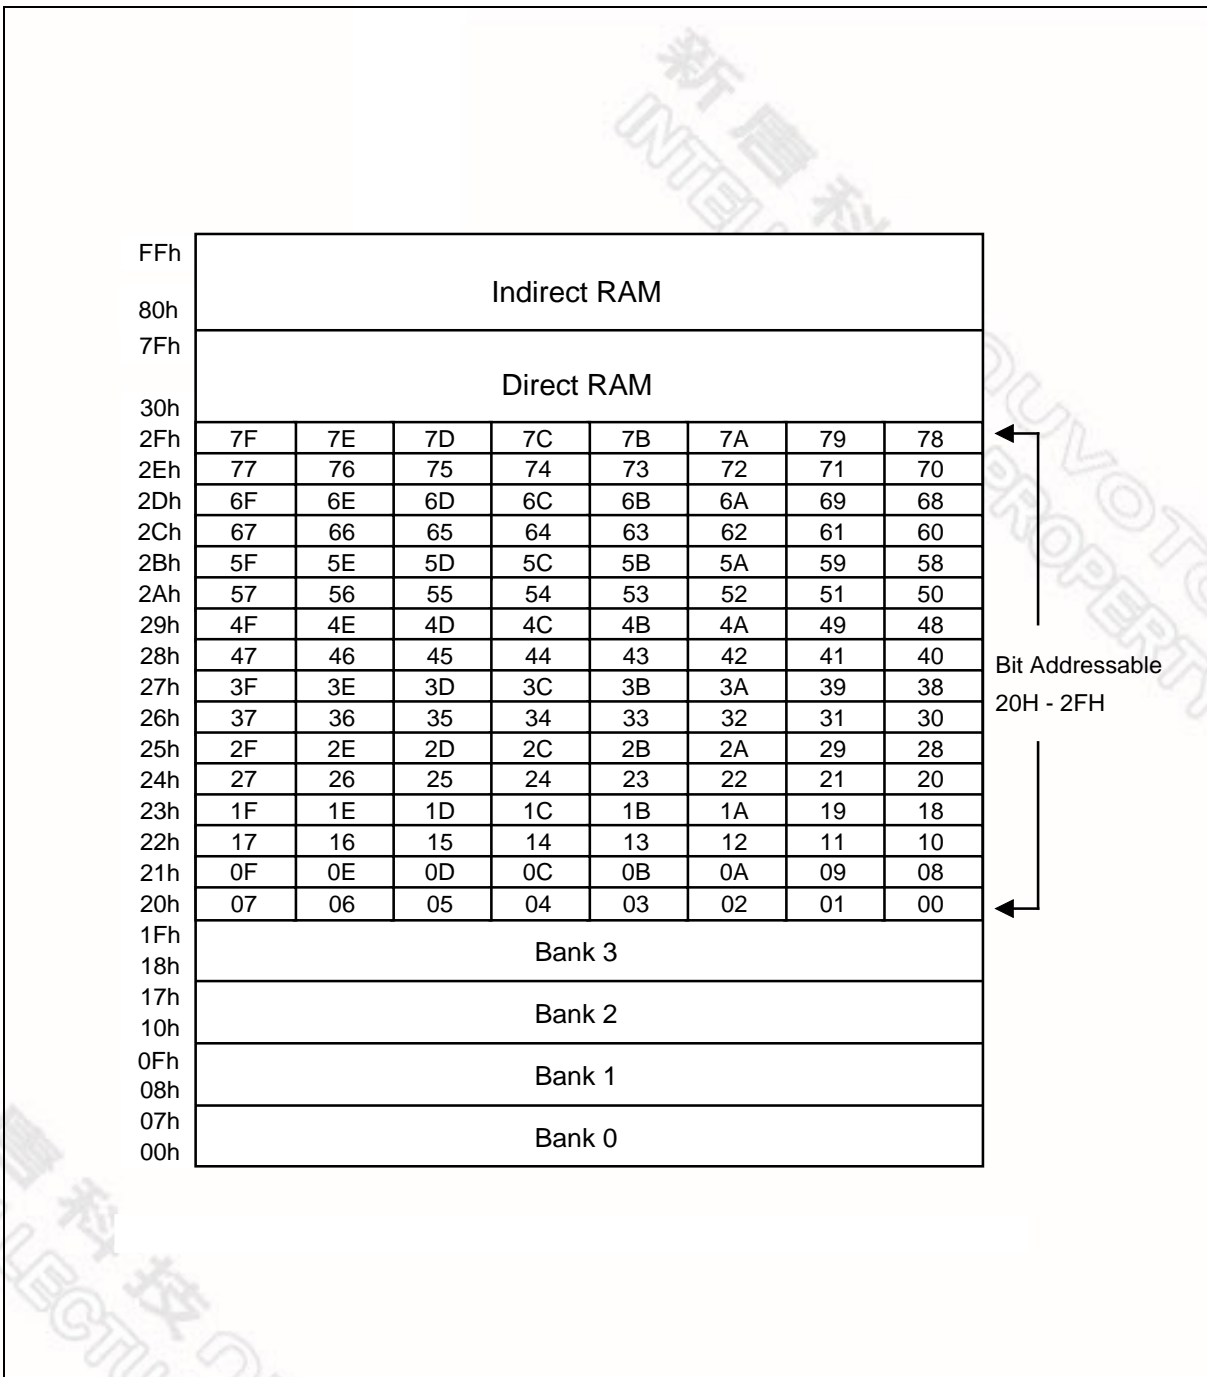 新唐科
INTELL
FFh
Indirect RAM
80h
7Fh
Direct RAM
30h
2Fh 7F 7E 7D 7C 7B 7A 79 78
2Eh 77 76 75 74 73 72 71 70
2Dh 6F 6E 6D 6C 6B 6A 69 68
2Ch 67 66 65 64 63 62 61 60
2Bh 5F 5E 5D 5C 5B 5A 59 58
2Ah 57 56 55 54 53 52 51 50
29h 4F 4E 4D 4C 4B 4A 49 48
28h 47 46 45 44 43 42 41 40
27h 3F 3E 3D 3C 3B 3A 39 38
26h 37 36 35 34 33 32 31 30
25h 2F 2E 2D 2C 2B 2A 29 28
24h 27 26 25 24 23 22 21 20
23h 1F 1E 1D 1C 1B 1A 19 18
22h 17 16 15 14 13 12 11 10
21h 0F 0E 0D 0C 0B 0A 09 08
20h 07 06 05 04 03 02 01 00
Bit Addressable
20H - 2FH
1Fh
Bank 3
18h
17h
Bank 2
10h
0Fh
Bank 1
08h
07h
Bank 0
00h
PROPERTY
科技